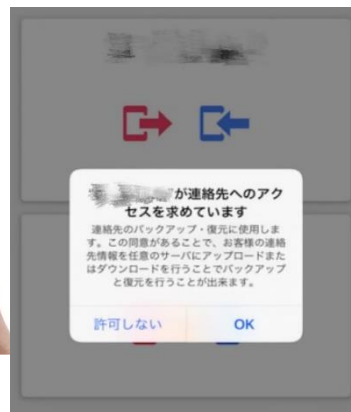 が連絡先へのアク
セスを求めています
連絡先のバックアップ・復元に使用しま
す。この同意があることで、お客様の連絡
先情報を任意のサーバにアップロードまた
はダウンロードを行うことでバックアップ
と復元を行うことが出来ます。
許可しない
OK